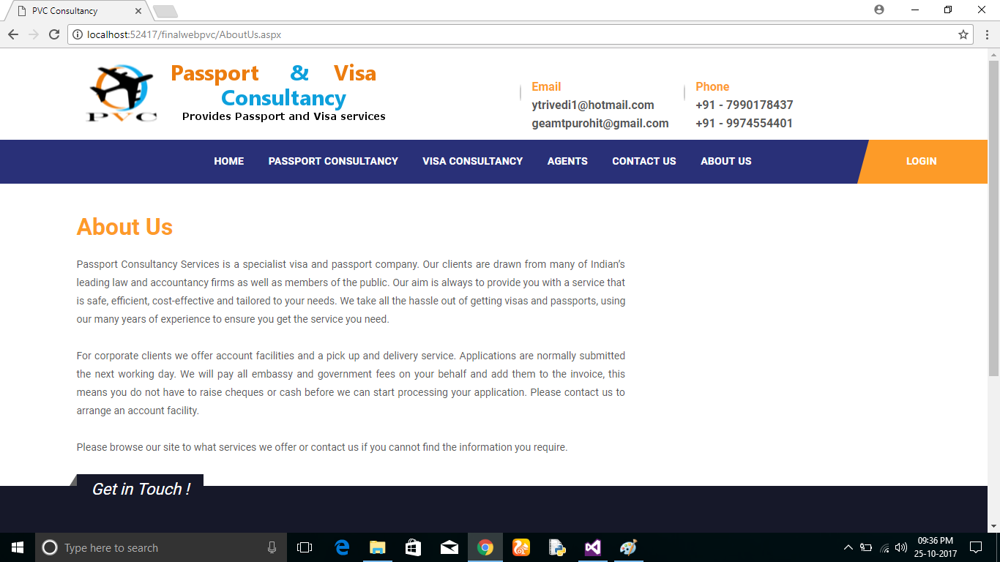 PVC Consultancy
localhost:52417/finalwebpvc/AboutUs.aspx
PVC
Passport & Visa
Consultancy
Provides Passport and Visa services
Email
ytrivedi1@hotmail.com
geamtpurohit@gmail.com
Phone
+91 - 7990178437
+91 - 9974554401
HOME PASSPORT CONSULTANCY VISA CONSULTANCY AGENTS CONTACT US ABOUT US LOGIN
About Us
Passport Consultancy Services is a specialist visa and passport company. Our clients are drawn from many of Indian’s
leading law and accountancy firms as well as members of the public. Our aim is always to provide you with a service that
is safe, efficient, cost-effective and tailored to your needs. We take all the hassle out of getting visas and passports, using
our many years of experience to ensure you get the service you need.
For corporate clients we offer account facilities and a pick up and delivery service. Applications are normally submitted
the next working day. We will pay all embassy and government fees on your behalf and add them to the invoice, this
means you do not have to raise cheques or cash before we can start processing your application. Please contact us to
arrange an account facility.
Please browse our site to what services we offer or contact us if you cannot find the information you require.
Get in Touch !
Type here to search
09:36 PM
25-10-2017